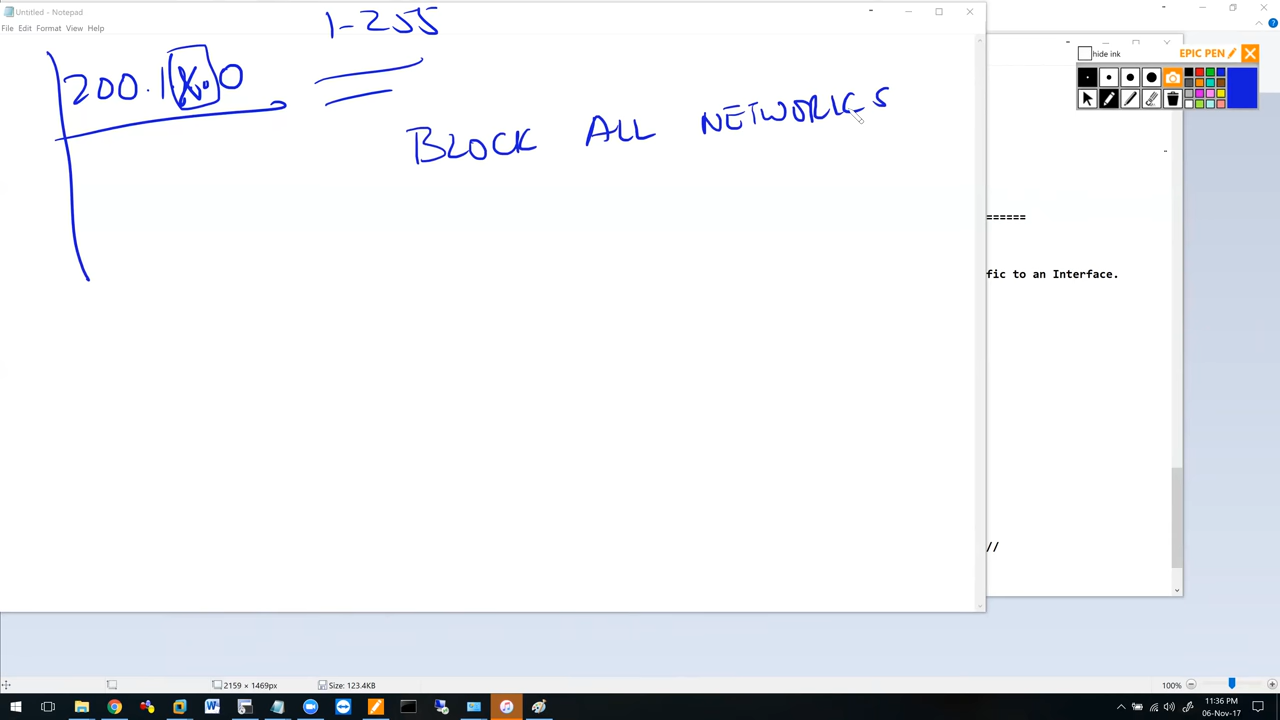 Untitled - Notepad
File Edit Format View Help
1-255
200.1.X.0
BLOCK ALL NETWORKS
hide ink
EPIC PEN
======
fic to an Interface.
//
2159 × 1469px
Size: 123.4KB
100%
11:36 PM
06-Nov-17